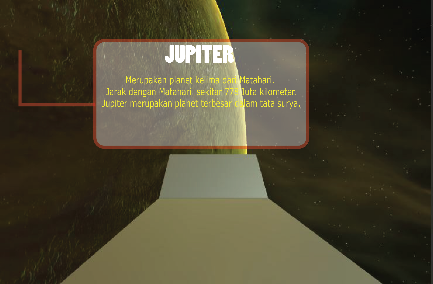 JUPITER
Merupakan planet kelima dari Matahari.
Jarak dengan Matahari sekitar 778 juta kilometer.
Jupiter merupakan planet terbesar dalam tata surya.